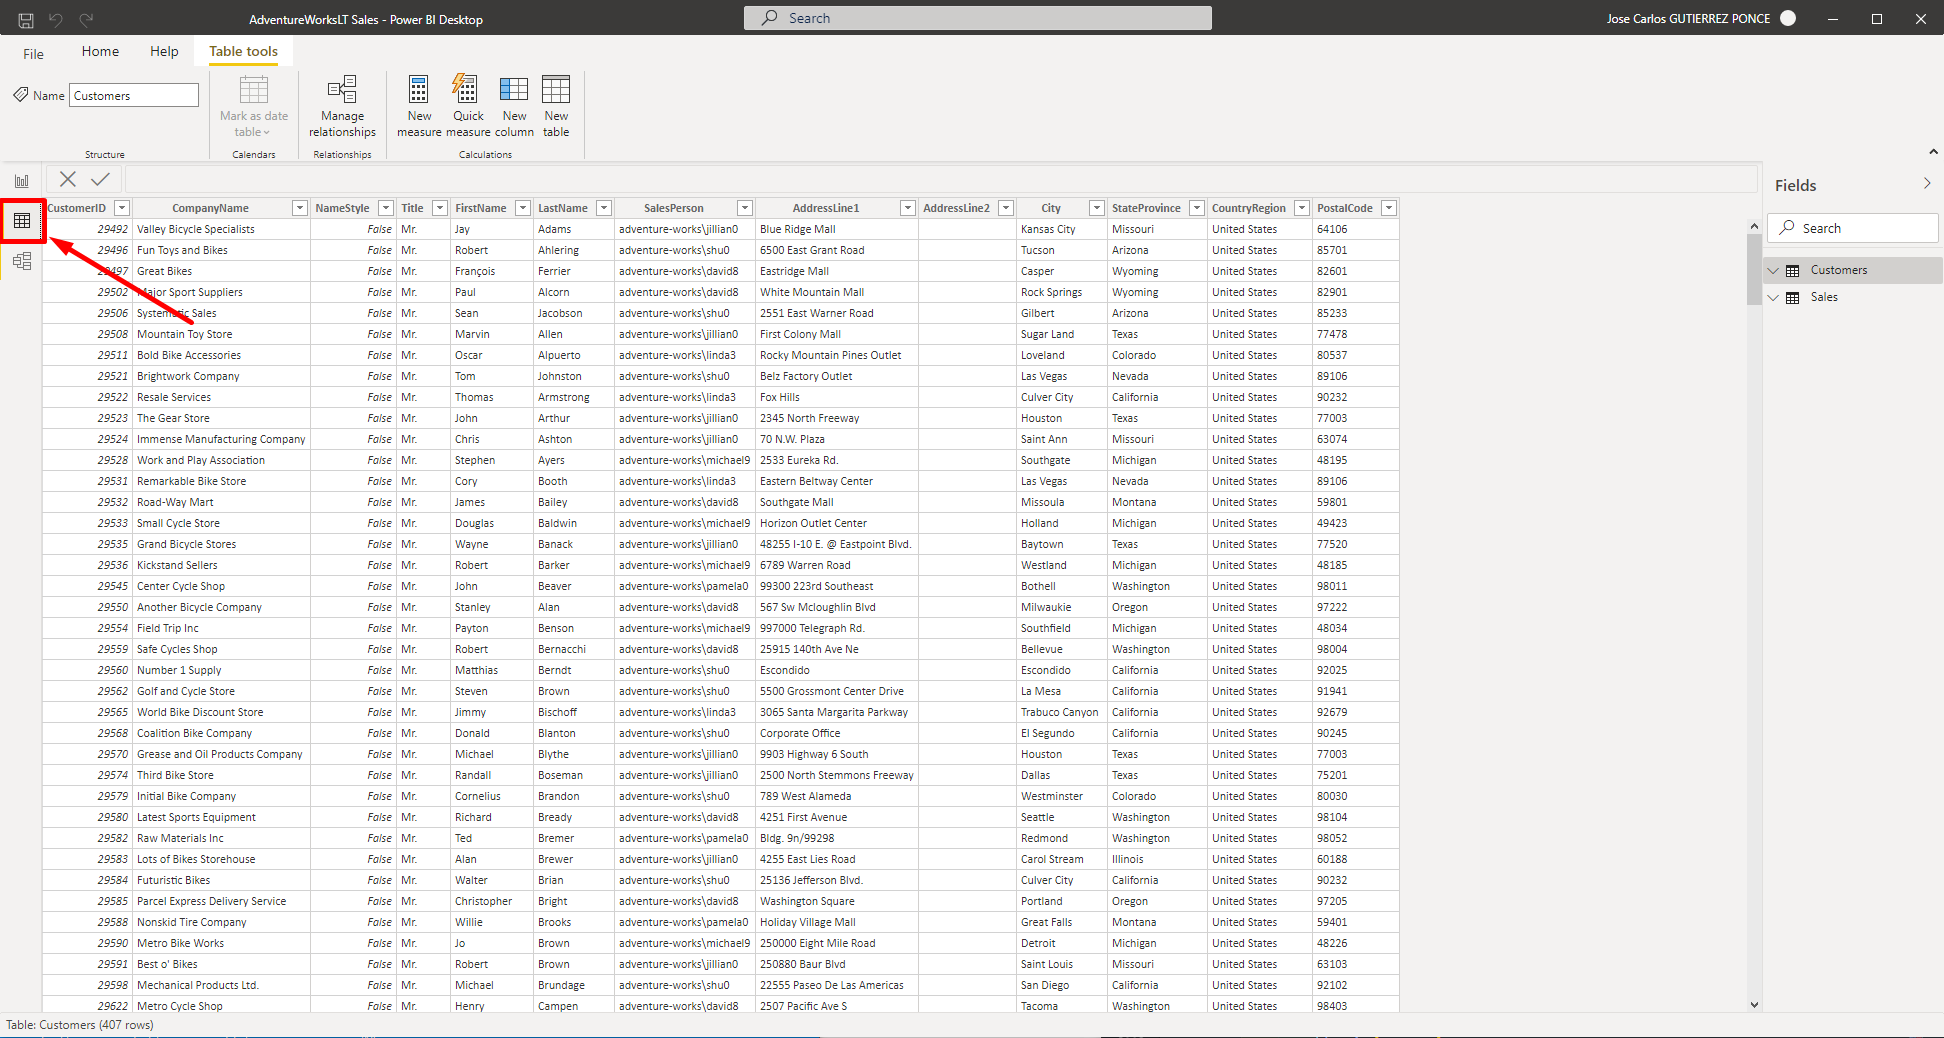 AdventureWorksLT Sales - Power BI Desktop
Search
Jose Carlos GUTIERREZ PONCE
File Home Help Table tools
Name Customers
Mark as date table
Manage relationships
New measure
Quick measure
New column
New table
Structure Calendars Relationships Calculations
Fields
Search
Customers
Sales
CustomerID CompanyName NameStyle Title FirstName LastName SalesPerson AddressLine1 AddressLine2 City StateProvince CountryRegion PostalCode
29492 Valley Bicycle Specialists False Mr. Jay Adams adventure-works\jillian0 Blue Ridge Mall Kansas City Missouri United States 64106
29496 Fun Toys and Bikes False Mr. Robert Ahlering adventure-works\shu0 6500 East Grant Road Tucson Arizona United States 85701
29497 Great Bikes False Mr. François Ferrier adventure-works\david8 Eastridge Mall Casper Wyoming United States 82601
29502 Major Sport Suppliers False Mr. Paul Alcorn adventure-works\david8 White Mountain Mall Rock Springs Wyoming United States 82901
29506 Systematic Sales False Mr. Sean Jacobson adventure-works\shu0 2551 East Warner Road Gilbert Arizona United States 85233
29508 Mountain Toy Store False Mr. Marvin Allen adventure-works\jillian0 First Colony Mall Sugar Land Texas United States 77478
29511 Bold Bike Accessories False Mr. Oscar Alpuerto adventure-works\linda3 Rocky Mountain Pines Outlet Loveland Colorado United States 80537
29521 Brightwork Company False Mr. Tom Johnston adventure-works\shu0 Belz Factory Outlet Las Vegas Nevada United States 89106
29522 Resale Services False Mr. Thomas Armstrong adventure-works\linda3 Fox Hills Culver City California United States 90232
29523 The Gear Store False Mr. John Arthur adventure-works\jillian0 2345 North Freeway Houston Texas United States 77003
29524 Immense Manufacturing Company False Mr. Chris Ashton adventure-works\jillian0 70 N.W. Plaza Saint Ann Missouri United States 63074
29528 Work and Play Association False Mr. Stephen Ayers adventure-works\michael9 2533 Eureka Rd. Southgate Michigan United States 48195
29531 Remarkable Bike Store False Mr. Cory Booth adventure-works\linda3 Eastern Beltway Center Las Vegas Nevada United States 89106
29532 Road-Way Mart False Mr. James Bailey adventure-works\david8 Southgate Mall Missoula Montana United States 59801
29533 Small Cycle Store False Mr. Douglas Baldwin adventure-works\michael9 Horizon Outlet Center Holland Michigan United States 49423
29535 Grand Bicycle Stores False Mr. Wayne Banack adventure-works\jillian0 48255 I-10 E. @ Eastpoint Blvd. Baytown Texas United States 77520
29536 Kickstand Sellers False Mr. Robert Barker adventure-works\michael9 6789 Warren Road Westland Michigan United States 48185
29545 Center Cycle Shop False Mr. John Beaver adventure-works\pamela0 99300 223rd Southeast Bothell Washington United States 98011
29550 Another Bicycle Company False Mr. Stanley Alan adventure-works\david8 567 Sw Mcloughlin Blvd Milwaukie Oregon United States 97222
29554 Field Trip Inc False Mr. Payton Benson adventure-works\michael9 997000 Telegraph Rd. Southfield Michigan United States 48034
29559 Safe Cycles Shop False Mr. Robert Bernacchi adventure-works\david8 25915 140th Ave Ne Bellevue Washington United States 98004
29560 Number 1 Supply False Mr. Matthias Berndt adventure-works\shu0 Escondido Escondido California United States 92025
29562 Golf and Cycle Store False Mr. Steven Brown adventure-works\shu0 5500 Grossmont Center Drive La Mesa California United States 91941
29565 World Bike Discount Store False Mr. Jimmy Bischoff adventure-works\linda3 3065 Santa Margarita Parkway Trabuco Canyon California United States 92679
29568 Coalition Bike Company False Mr. Donald Blanton adventure-works\shu0 Corporate Office El Segundo California United States 90245
29570 Grease and Oil Products Company False Mr. Michael Blythe adventure-works\jillian0 9903 Highway 6 South Houston Texas United States 77003
29574 Third Bike Store False Mr. Randall Boseman adventure-works\jillian0 2500 North Stemmons Freeway Dallas Texas United States 75201
29579 Initial Bike Company False Mr. Cornelius Brandon adventure-works\shu0 789 West Alameda Westminster Colorado United States 80030
29580 Latest Sports Equipment False Mr. Richard Bready adventure-works\david8 4251 First Avenue Seattle Washington United States 98104
29582 Raw Materials Inc False Mr. Ted Bremer adventure-works\pamela0 Bldg. 9n/99298 Redmond Washington United States 98052
29583 Lots of Bikes Storehouse False Mr. Alan Brewer adventure-works\jillian0 4255 East Lies Road Carol Stream Illinois United States 60188
29584 Futuristic Bikes False Mr. Walter Brian adventure-works\shu0 25136 Jefferson Blvd. Culver City California United States 90232
29585 Parcel Express Delivery Service False Mr. Christopher Bright adventure-works\david8 Washington Square Portland Oregon United States 97205
29588 Nonskid Tire Company False Mr. Willie Brooks adventure-works\pamela0 Holiday Village Mall Great Falls Montana United States 59401
29590 Metro Bike Works False Mr. Jo Brown adventure-works\michael9 250000 Eight Mile Road Detroit Michigan United States 48226
29591 Best o' Bikes False Mr. Robert Brown adventure-works\jillian0 250880 Baur Blvd Saint Louis Missouri United States 63103
29598 Mechanical Products Ltd. False Mr. Michael Brundage adventure-works\shu0 22555 Paseo De Las Americas San Diego California United States 92102
29622 Metro Cycle Shop False Mr. Henry Campen adventure-works\david8 2507 Pacific Ave S Tacoma Washington United States 98403
Table: Customers (407 rows)